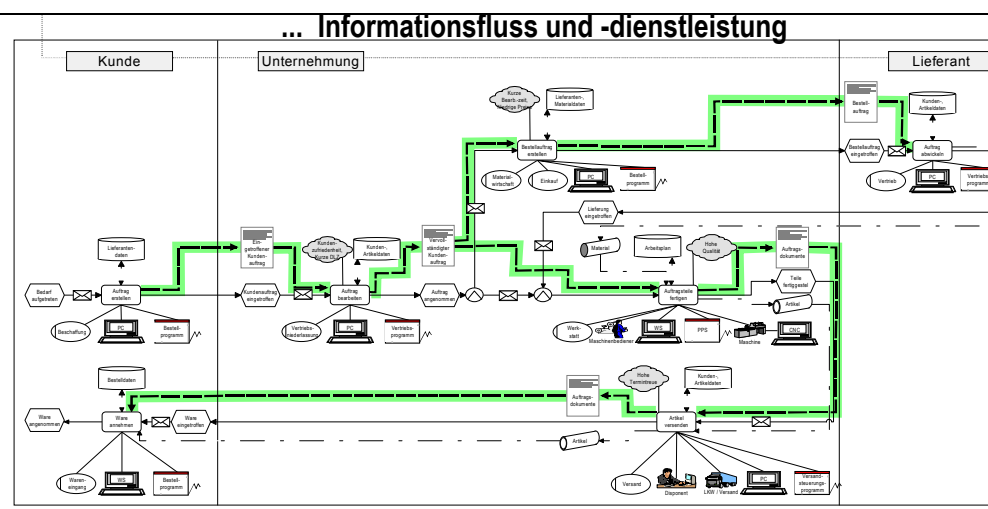 ... Informationsfluss und -dienstleistung
Kunde
Unternehmung
Lieferant
Kurze
Bearb.-zeit,
niedrige Preise
Lieferanten-,
Materialdaten
Bestell-
auftrag
Kunden-,
Artikeldaten
Bestellauftrag
erstellen
Bestellauftrag
eingetroffen
Auftrag
abwickeln
Material-
wirtschaft
Einkauf
PC
Bestell-
programm
Vertrieb
PC
Vertriebs-
programm
Lieferung
eingetroffen
Lieferanten-
daten
Ein-
getroffener
Kunden-
auftrag
Kunden-
zufriedenheit,
Kurze DLZ
Kunden-,
Artikeldaten
Vervoll-
ständigter
Kunden-
auftrag
Material
Arbeitsplan
Hohe
Qualität
Auftrags-
dokumente
Bedarf
aufgetreten
Auftrag
erstellen
Kundenauftrag
eingetroffen
Auftrag
bearbeiten
Auftrag
angenommen
Auftragsteile
fertigen
Teile
fertiggestellt
Artikel
Beschaffung
PC
Bestell-
programm
Vertriebs-
niederlassung
PC
Vertriebs-
programm
Werk-
statt
Maschinenbediener
WS
PPS
Maschine
CNC
Bestelldaten
Auftrags-
dokumente
Hohe
Termintreue
Kunden-,
Artikeldaten
Ware
angenommen
Ware
annehmen
Ware
eingetroffen
Artikel
versenden
Artikel
Waren-
eingang
WS
Bestell-
programm
Versand
Disponent
LKW / Versand
PC
Versand-
steuerungs-
programm